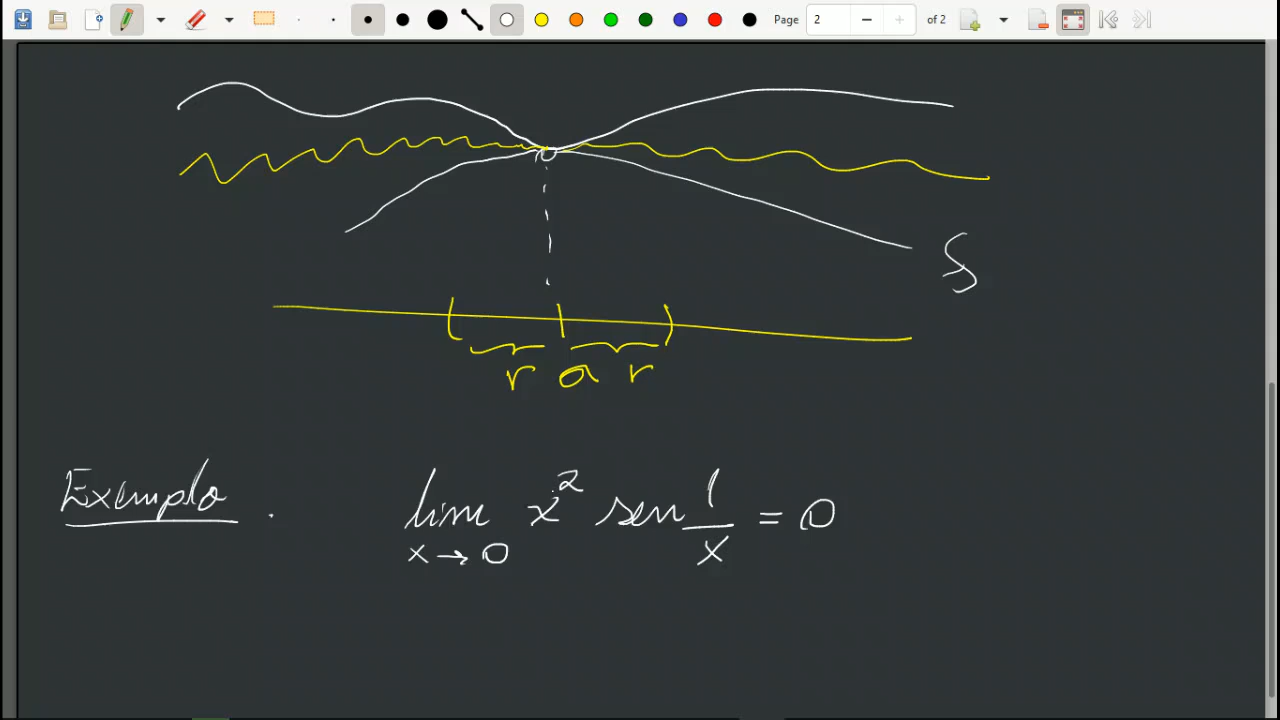 Page 2 of 2
f
r a r
Exemplo . lim x² sen 1/x = 0
x → 0